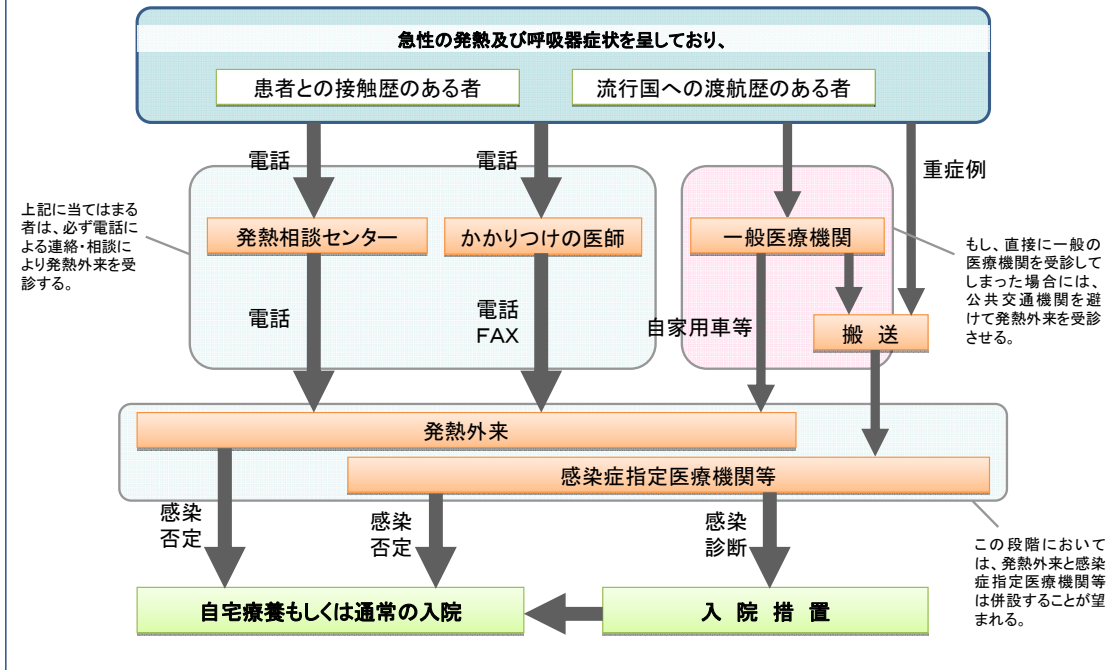 急性の発熱及び呼吸器症状を呈しており、
患者との接触歴のある者
流行国への渡航歴のある者
電話
電話
重症例
上記に当てはまる
者は、必ず電話に
よる連絡・相談に
より発熱外来を受
診する。
発熱相談センター
かかりつけの医師
一般医療機関
もし、直接に一般の
医療機関を受診して
しまった場合には、
公共交通機関を避
けて発熱外来を受診
させる。
電話
電話
FAX
自家用車等
搬 送
発熱外来
感染症指定医療機関等
感染
否定
感染
否定
感染
診断
この段階において
は、発熱外来と感染
症指定医療機関等
は併設することが望
まれる。
自宅療養もしくは通常の入院
入 院 措 置